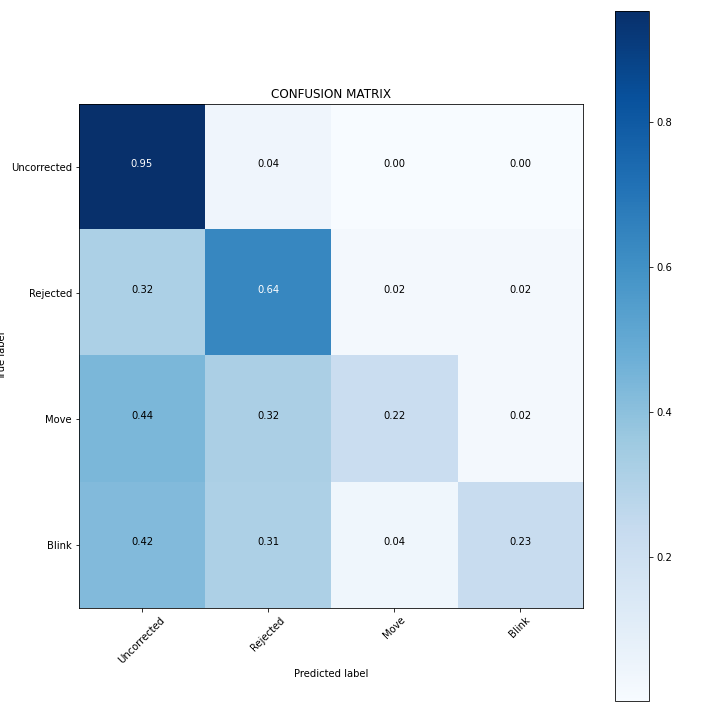 CONFUSION MATRIX
Uncorrected 0.95 0.04 0.00 0.00
Rejected 0.32 0.64 0.02 0.02
Move 0.44 0.32 0.22 0.02
Blink 0.42 0.31 0.04 0.23
Uncorrected Rejected Move Blink
Predicted label
label
0.8
0.6
0.4
0.2